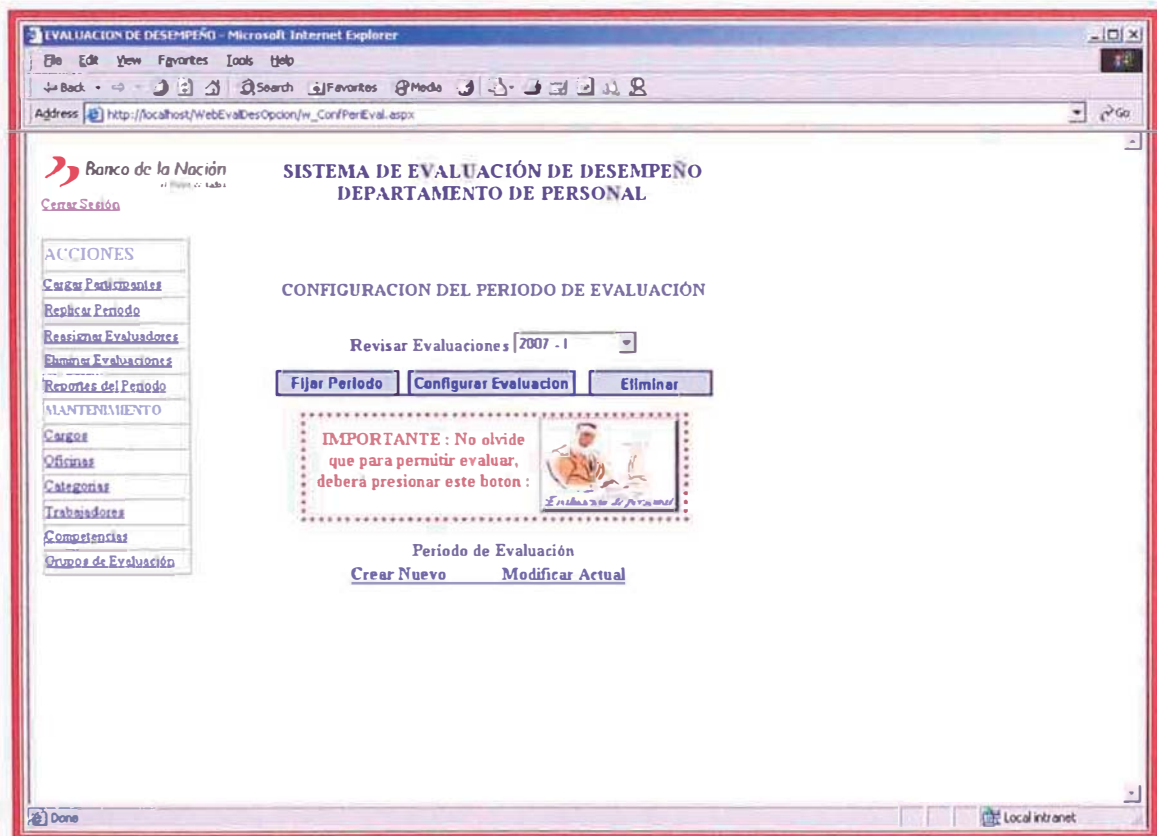 EVALUACION DE DESEMPEÑO - Microsoft Internet Explorer
File Edit View Favorites Tools Help
Back Search Favorites Media
Address http://localhost/WebEvalDesOpcion/w_ConfPeriEval.aspx Go
Banco de la Nación
Cerrar Sesión
SISTEMA DE EVALUACIÓN DE DESEMPEÑO
DEPARTAMENTO DE PERSONAL
ACCIONES
Cargar Participantes
Replicar Periodo
Reasignar Evaluadores
Eliminar Evaluaciones
Reportes del Periodo
MANTENIMIENTO
Cargos
Oficinas
Categorias
Trabajadores
Competencias
Grupos de Evaluación
CONFIGURACION DEL PERIODO DE EVALUACIÓN
Revisar Evaluaciones 2007 - I
Fijar Periodo Configurar Evaluacion Eliminar
IMPORTANTE : No olvide
que para permitir evaluar,
deberá presionar este boton :
Evaluación de personal
Periodo de Evaluación
Crear Nuevo Modificar Actual
Done Local intranet